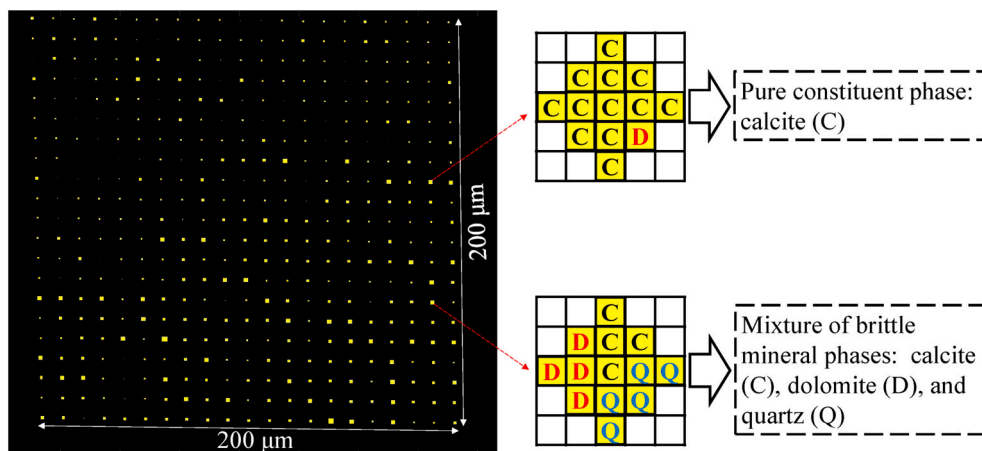 C
C C C
C C C C C
C C D
C
Pure constituent phase:
calcite (C)
200 μm
200 μm
C
D C C
D D C Q Q
D Q Q
Q
Mixture of brittle
mineral phases: calcite
(C), dolomite (D), and
quartz (Q)